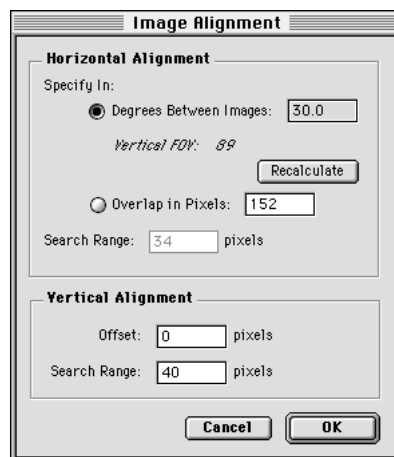 Image Alignment
Horizontal Alignment
Specify In:
Degrees Between Images: 30.0
Vertical FOV: 89
Recalculate
Overlap in Pixels: 152
Search Range: 34 pixels
Vertical Alignment
Offset: 0 pixels
Search Range: 40 pixels
Cancel OK